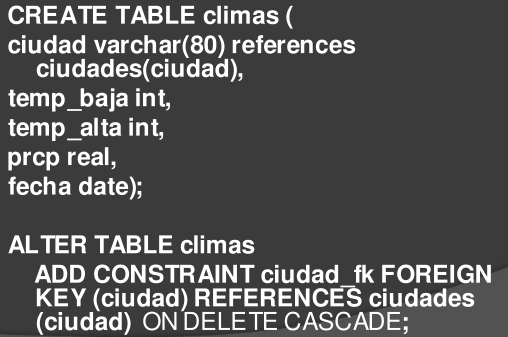 CREATE TABLE climas (
ciudad varchar(80) references
ciudades(ciudad),
temp_baja int,
temp_alta int,
prcp real,
fecha date);
ALTER TABLE climas
ADD CONSTRAINT ciudad_fk FOREIGN
KEY (ciudad) REFERENCES ciudades
(ciudad) ON DELETE CASCADE;